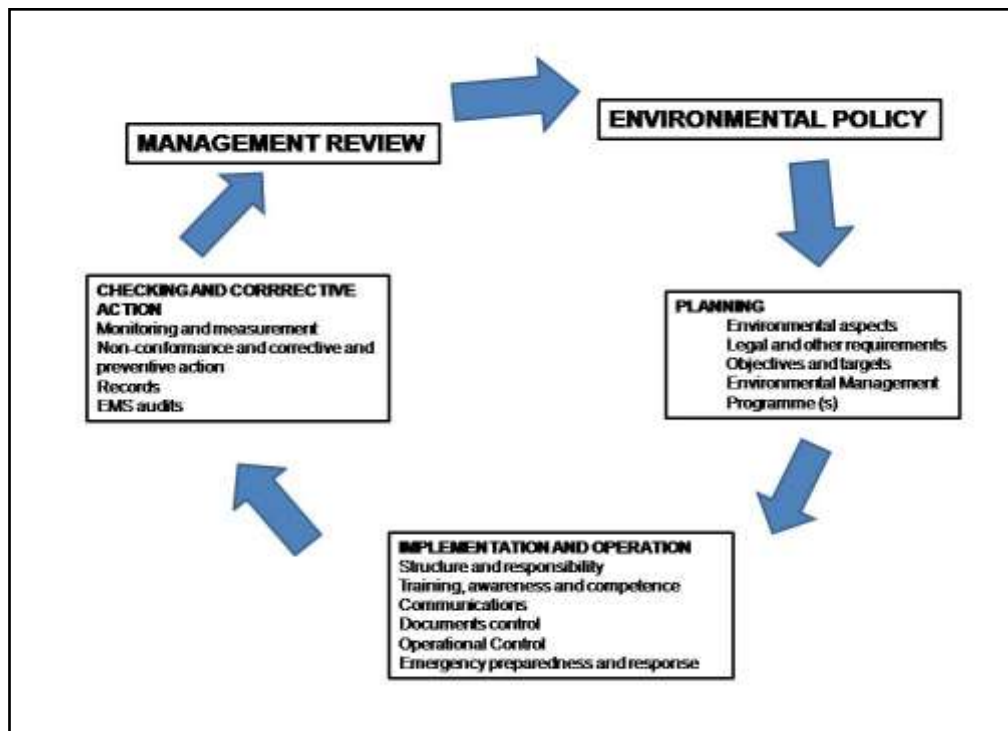 MANAGEMENT REVIEW
ENVIRONMENTAL POLICY
PLANNING
Environmental aspects
Legal and other requirements
Objectives and targets
Environmental Management
Programme (s)
IMPLEMENTATION AND OPERATION
Structure and responsibility
Training, awareness and competence
Communications
Documents control
Operational Control
Emergency preparedness and response
CHECKING AND CORRRECTIVE
ACTION
Monitoring and measurement
Non-conformance and corrective and
preventive action
Records
EMS audits